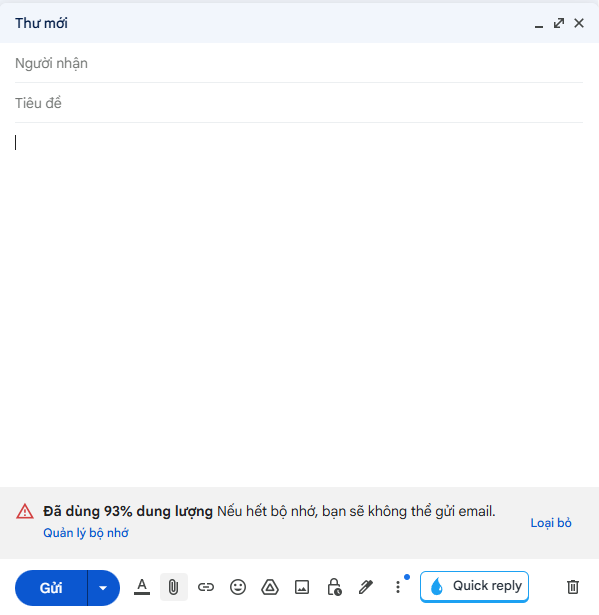 Thư mới
Người nhận
Tiêu đề
Đã dùng 93% dung lượng Nếu hết bộ nhớ, bạn sẽ không thể gửi email.
Quản lý bộ nhớ
Loại bỏ
Gửi
A
Quick reply